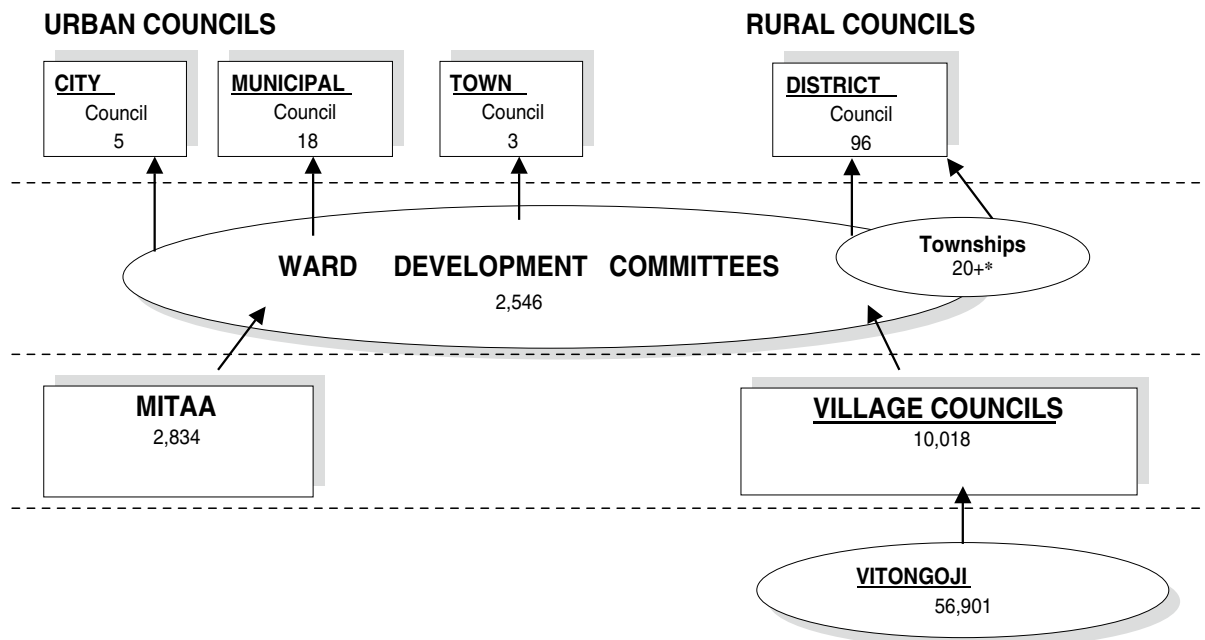 URBAN COUNCILS
RURAL COUNCILS
CITY
Council
5
MUNICIPAL
Council
18
TOWN
Council
3
DISTRICT
Council
96
WARD DEVELOPMENT COMMITTEES
2,546
Townships
20+*
MITAA
2,834
VILLAGE COUNCILS
10,018
VITONGOJI
56,901